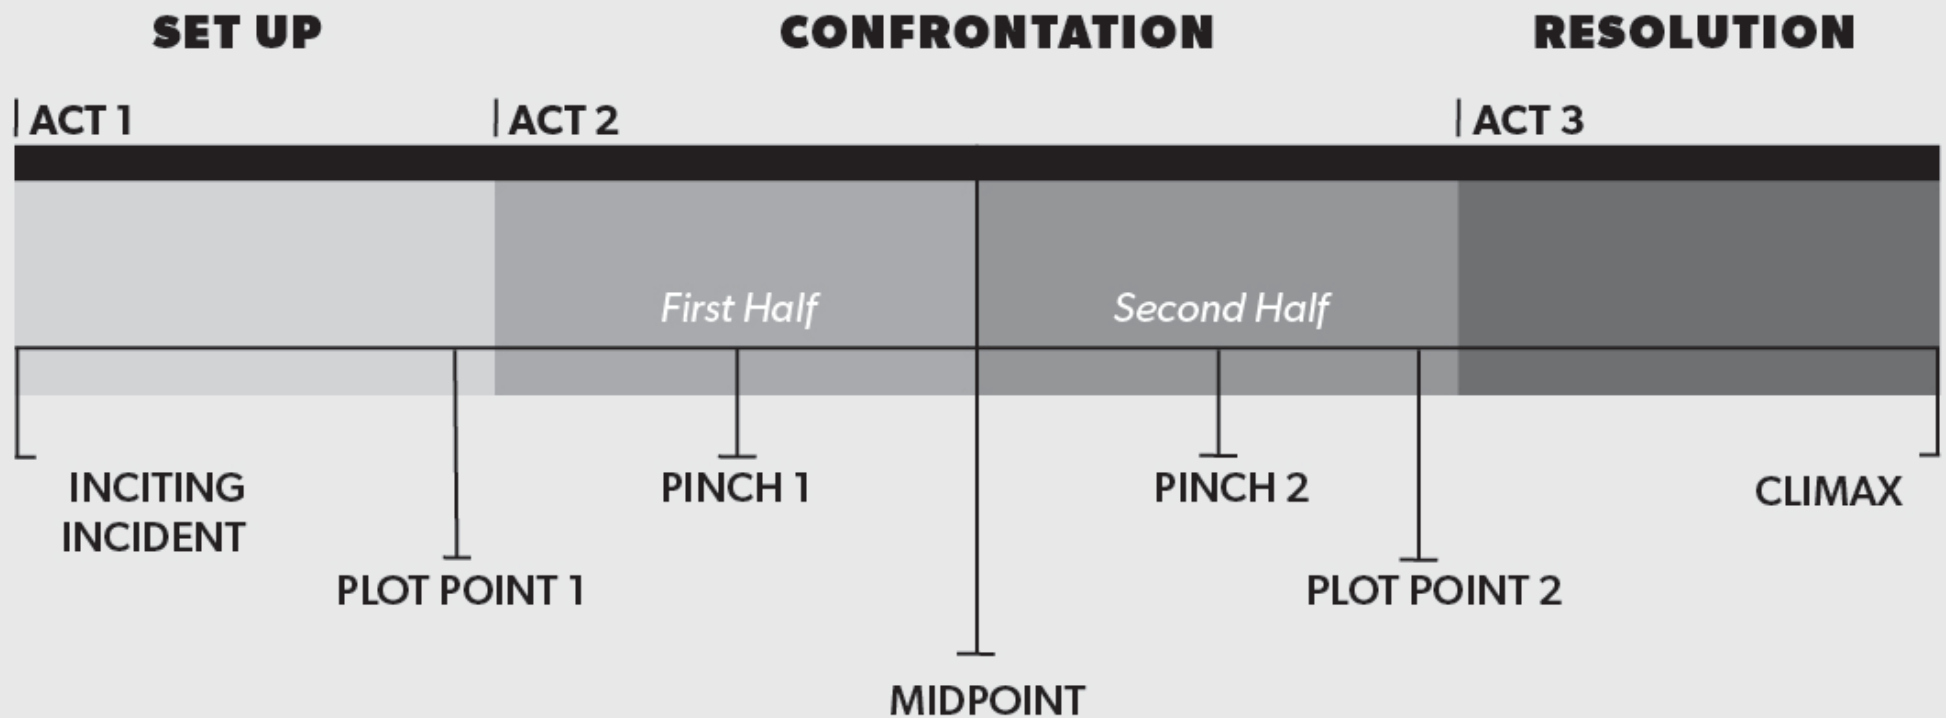 SET UP
CONFRONTATION
RESOLUTION
ACT 1
ACT 2
ACT 3
First Half
Second Half
INCITING
INCIDENT
PINCH 1
PINCH 2
CLIMAX
PLOT POINT 1
PLOT POINT 2
MIDPOINT